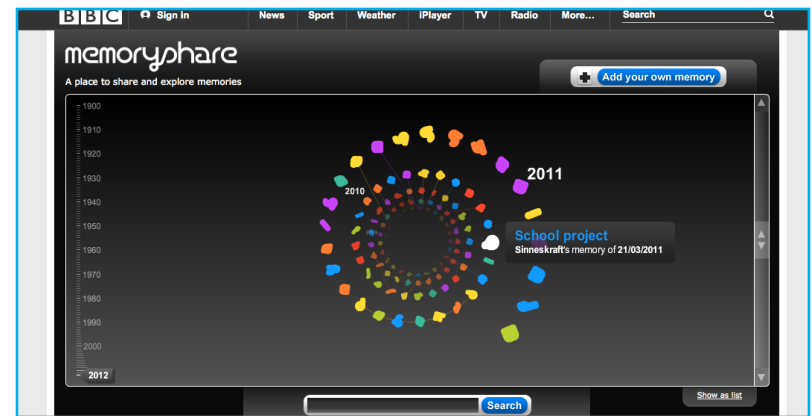 BBC Sign in News Sport Weather iPlayer TV Radio More... Search
memoryshare
A place to share and explore memories
Add your own memory
1900
1910
1920
1930
1940
1950
1960
1970
1980
1990
2000
2012
2010
2011
School project
Sinneskraft's memory of 21/03/2011
Search
Show as list